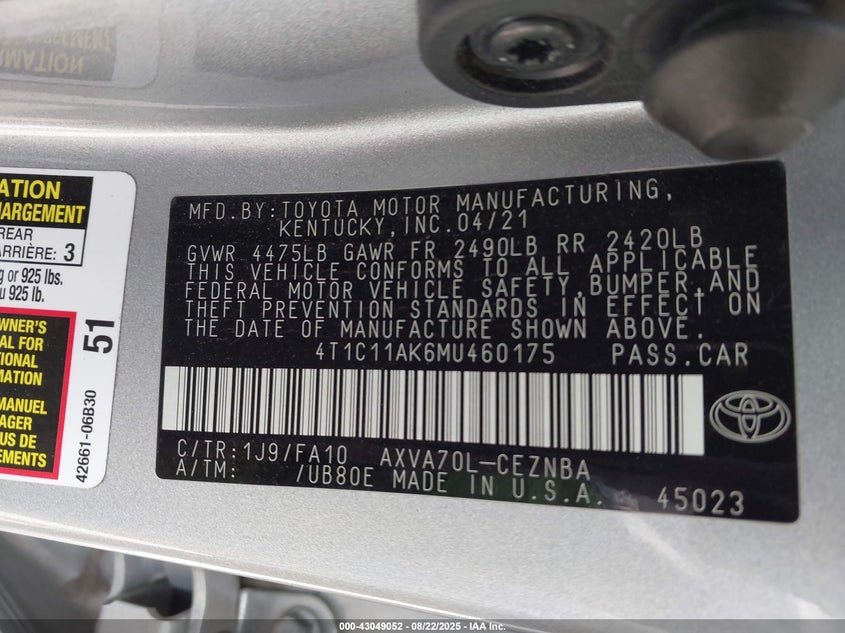 ORMATION
ATION
HARGEMENT
REAR
ARRIÈRE: 3
g or 925 lbs.
u 925 lb.
WNER'S
AL FOR
TIONAL
MATION
MANUEL
AGER
US DE
EMENTS
51
42661-06B30
MFD.BY:TOYOTA MOTOR MANUFACTURING,
KENTUCKY,INC.04/21
GVWR 4475LB GAWR FR 2490LB RR 2420LB
THIS VEHICLE CONFORMS TO ALL APPLICABLE
FEDERAL MOTOR VEHICLE SAFETY,BUMPER,AND
THEFT PREVENTION STANDARDS IN EFFECT ON
THE DATE OF MANUFACTURE SHOWN ABOVE.
4T1C11AK6MU460175 PASS.CAR
C/TR:1J9/FA10 AXVA70L-CEZNBA
A/TM: /UB80E MADE IN U.S.A. 45023
000-43049052 - 08/22/2025 - IAA Inc.